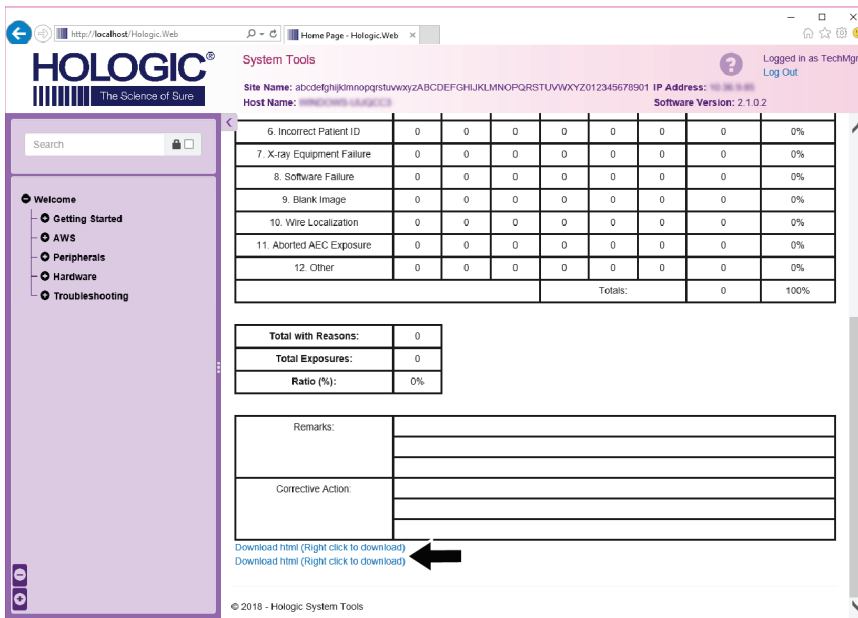 http://localhost/Hologic.Web
Home Page - Hologic.Web
HOLOGIC®
The Science of Sure
System Tools
Logged in as TechMgr
Log Out
Site Name: abcdefghijklmnopqrstuvwxyzABCDEFGHIJKLMNOPQRSTUVWXYZ012345678901 IP Address:
Host Name:
Software Version: 2.1.0.2
Search
Welcome
Getting Started
AWS
Peripherals
Hardware
Troubleshooting
6. Incorrect Patient ID 0 0 0 0 0 0 0 0%
7. X-ray Equipment Failure 0 0 0 0 0 0 0 0%
8. Software Failure 0 0 0 0 0 0 0 0%
9. Blank Image 0 0 0 0 0 0 0 0%
10. Wire Localization 0 0 0 0 0 0 0 0%
11. Aborted AEC Exposure 0 0 0 0 0 0 0 0%
12. Other 0 0 0 0 0 0 0 0%
Totals: 0 100%
Total with Reasons: 0
Total Exposures: 0
Ratio (%): 0%
Remarks:
Corrective Action:
Download html (Right click to download)
Download html (Right click to download)
© 2018 - Hologic System Tools